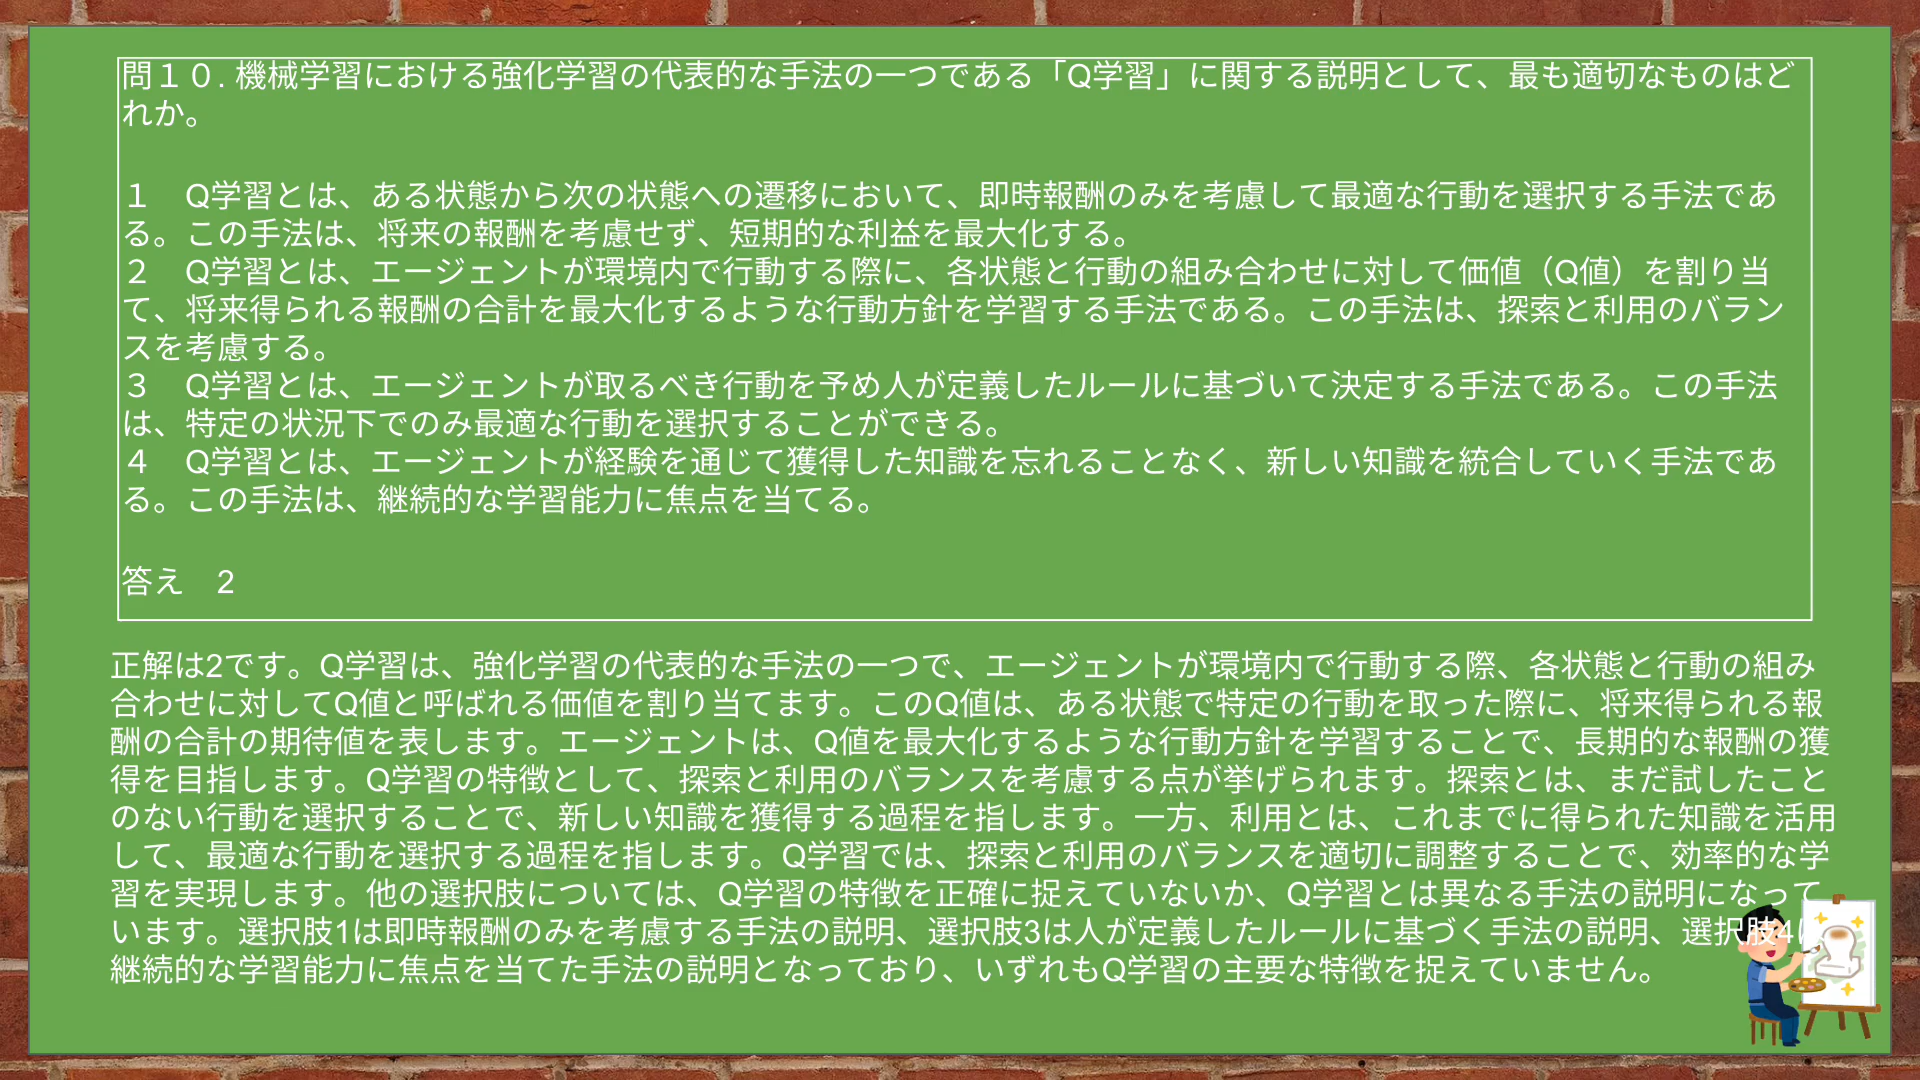 問１０. 機械学習における強化学習の代表的な手法の一つである「Q学習」に関する説明として、最も適切なものはど
れか。
１　Q学習とは、ある状態から次の状態への遷移において、即時報酬のみを考慮して最適な行動を選択する手法であ
る。この手法は、将来の報酬を考慮せず、短期的な利益を最大化する。
２　Q学習とは、エージェントが環境内で行動する際に、各状態と行動の組み合わせに対して価値（Q値）を割り当
て、将来得られる報酬の合計を最大化するような行動方針を学習する手法である。この手法は、探索と利用のバラン
スを考慮する。
３　Q学習とは、エージェントが取るべき行動を予め人が定義したルールに基づいて決定する手法である。この手法
は、特定の状況下でのみ最適な行動を選択することができる。
４　Q学習とは、エージェントが経験を通じて獲得した知識を忘れることなく、新しい知識を統合していく手法であ
る。この手法は、継続的な学習能力に焦点を当てる。
答え　2
正解は2です。Q学習は、強化学習の代表的な手法の一つで、エージェントが環境内で行動する際、各状態と行動の組み
合わせに対してQ値と呼ばれる価値を割り当てます。このQ値は、ある状態で特定の行動を取った際に、将来得られる報
酬の合計の期待値を表します。エージェントは、Q値を最大化するような行動方針を学習することで、長期的な報酬の獲
得を目指します。Q学習の特徴として、探索と利用のバランスを考慮する点が挙げられます。探索とは、まだ試したこと
のない行動を選択することで、新しい知識を獲得する過程を指します。一方、利用とは、これまでに得られた知識を活用
して、最適な行動を選択する過程を指します。Q学習では、探索と利用のバランスを適切に調整することで、効率的な学
習を実現します。他の選択肢については、Q学習の特徴を正確に捉えていないか、Q学習とは異なる手法の説明になって
います。選択肢1は即時報酬のみを考慮する手法の説明、選択肢3は人が定義したルールに基づく手法の説明、選択肢4は
継続的な学習能力に焦点を当てた手法の説明となっており、いずれもQ学習の主要な特徴を捉えていません。